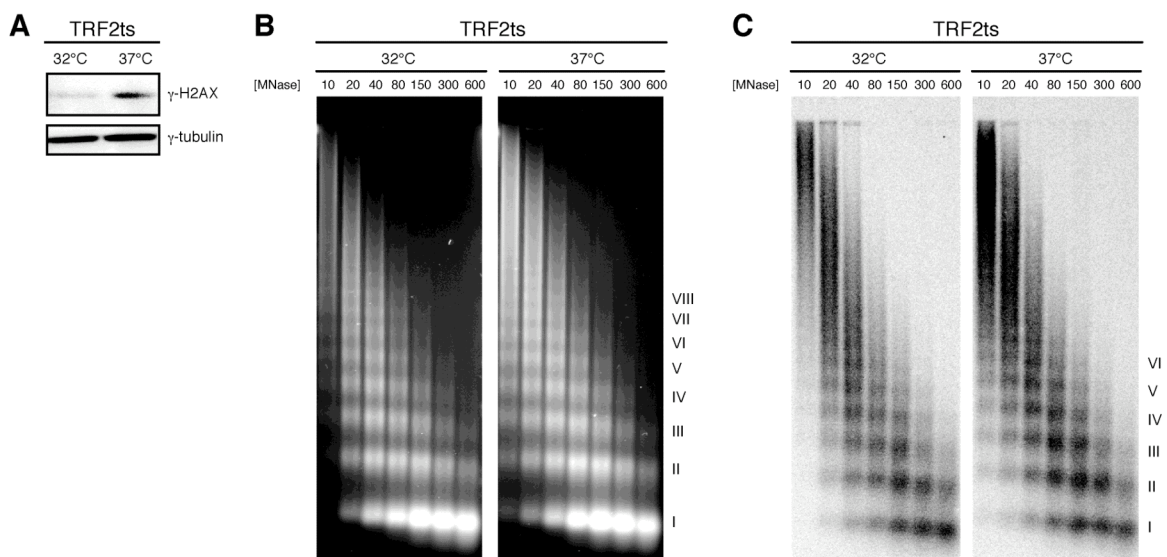 A
TRF2ts
32°C 37°C
γ-H2AX
γ-tubulin
B
TRF2ts
32°C 37°C
[MNase] 10 20 40 80 150 300 600 10 20 40 80 150 300 600
VIII
VII
VI
V
IV
III
II
I
C
TRF2ts
32°C 37°C
[MNase] 10 20 40 80 150 300 600 10 20 40 80 150 300 600
VI
V
IV
III
II
I